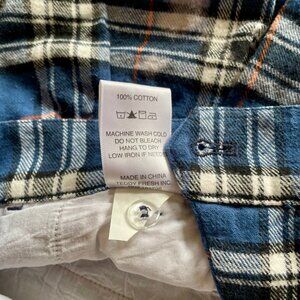 100% COTTON
MACHINE WASH COLD
DO NOT BLEACH
HANG TO DRY
LOW IRON IF NEEDED
MADE IN CHINA
TEDDY FRESH INC